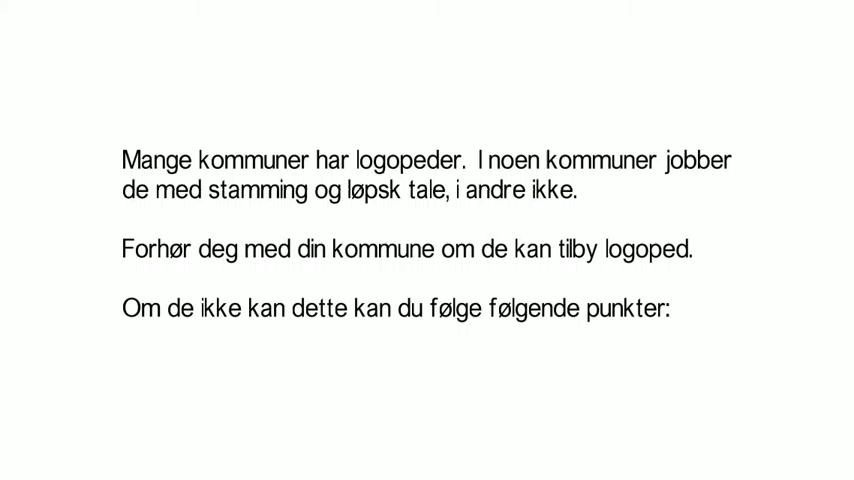 Mange kommuner har logopeder. I noen kommuner jobber
de med stamming og løpsk tale, i andre ikke.
Forhør deg med din kommune om de kan tilby logoped.
Om de ikke kan dette kan du følge følgende punkter: